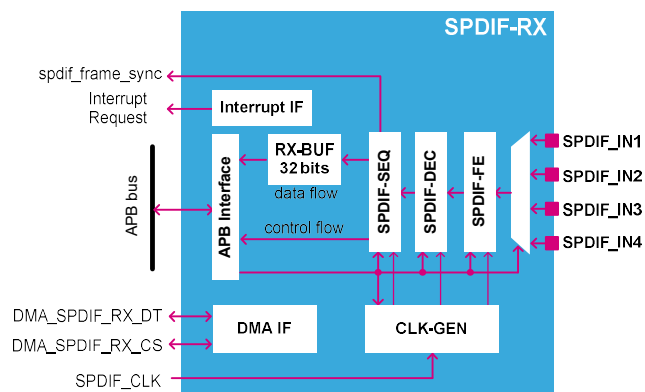 SPDIF-RX
spdif_frame_sync
Interrupt
Request
Interrupt IF
RX-BUF
32 bits
data flow
control flow
APB bus
APB Interface
SPDIF-SEQ
SPDIF-DEC
SPDIF-FE
SPDIF_IN1
SPDIF_IN2
SPDIF_IN3
SPDIF_IN4
DMA_SPDIF_RX_DT
DMA_SPDIF_RX_CS
DMA IF
CLK-GEN
SPDIF_CLK